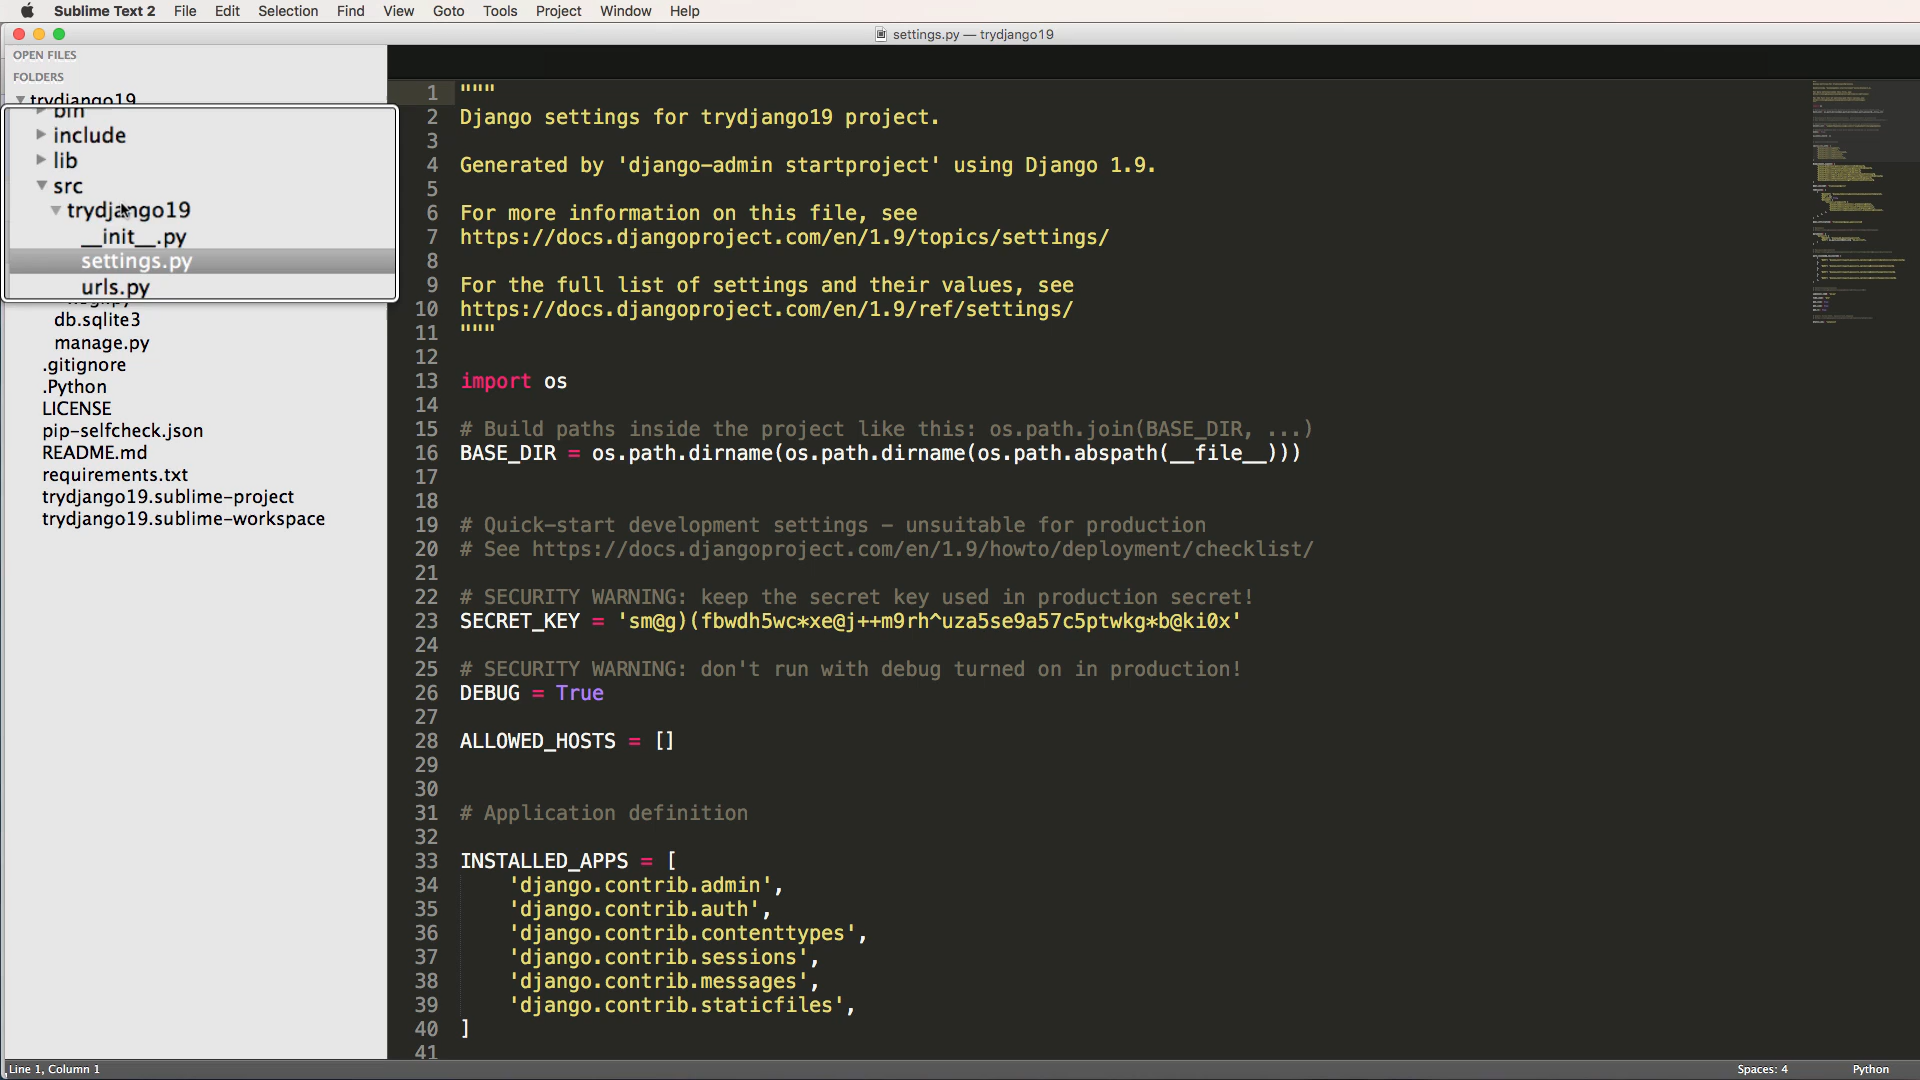 Sublime Text 2 File Edit Selection Find View Goto Tools Project Window Help
settings.py — trydjango19
OPEN FILES
FOLDERS
trydjango19
bin
include
lib
src
trydjango19
__init__.py
settings.py
urls.py
db.sqlite3
manage.py
.gitignore
.Python
LICENSE
pip-selfcheck.json
README.md
requirements.txt
trydjango19.sublime-project
trydjango19.sublime-workspace
1 """
2 Django settings for trydjango19 project.
3
4 Generated by 'django-admin startproject' using Django 1.9.
5
6 For more information on this file, see
7 https://docs.djangoproject.com/en/1.9/topics/settings/
8
9 For the full list of settings and their values, see
10 https://docs.djangoproject.com/en/1.9/ref/settings/
11 """
12
13 import os
14
15 # Build paths inside the project like this: os.path.join(BASE_DIR, ...)
16 BASE_DIR = os.path.dirname(os.path.dirname(os.path.abspath(__file__)))
17
18
19 # Quick-start development settings - unsuitable for production
20 # See https://docs.djangoproject.com/en/1.9/howto/deployment/checklist/
21
22 # SECURITY WARNING: keep the secret key used in production secret!
23 SECRET_KEY = 'sm@g)(fbwdh5wc*xe@j++m9rh^uza5se9a57c5ptwkg*b@ki0x'
24
25 # SECURITY WARNING: don't run with debug turned on in production!
26 DEBUG = True
27
28 ALLOWED_HOSTS = []
29
30
31 # Application definition
32
33 INSTALLED_APPS = [
34 'django.contrib.admin',
35 'django.contrib.auth',
36 'django.contrib.contenttypes',
37 'django.contrib.sessions',
38 'django.contrib.messages',
39 'django.contrib.staticfiles',
40 ]
41
Line 1, Column 1
Spaces: 4 Python